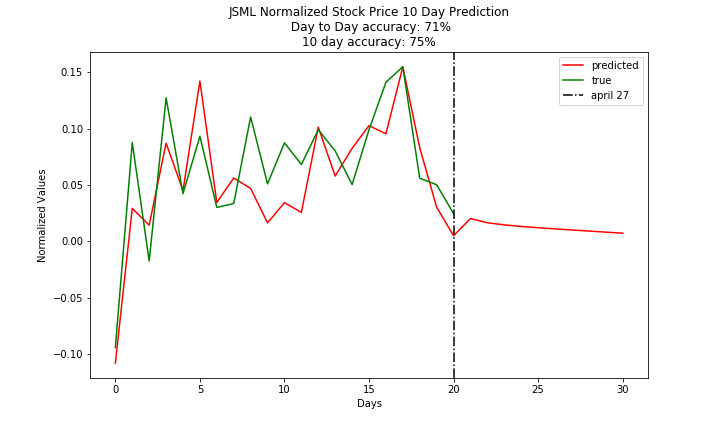 JSML Normalized Stock Price 10 Day Prediction
Day to Day accuracy: 71%
10 day accuracy: 75%
predicted
true
april 27
0.15
0.10
0.05
0.00
−0.05
−0.10
Normalized Values
0 5 10 15 20 25 30
Days